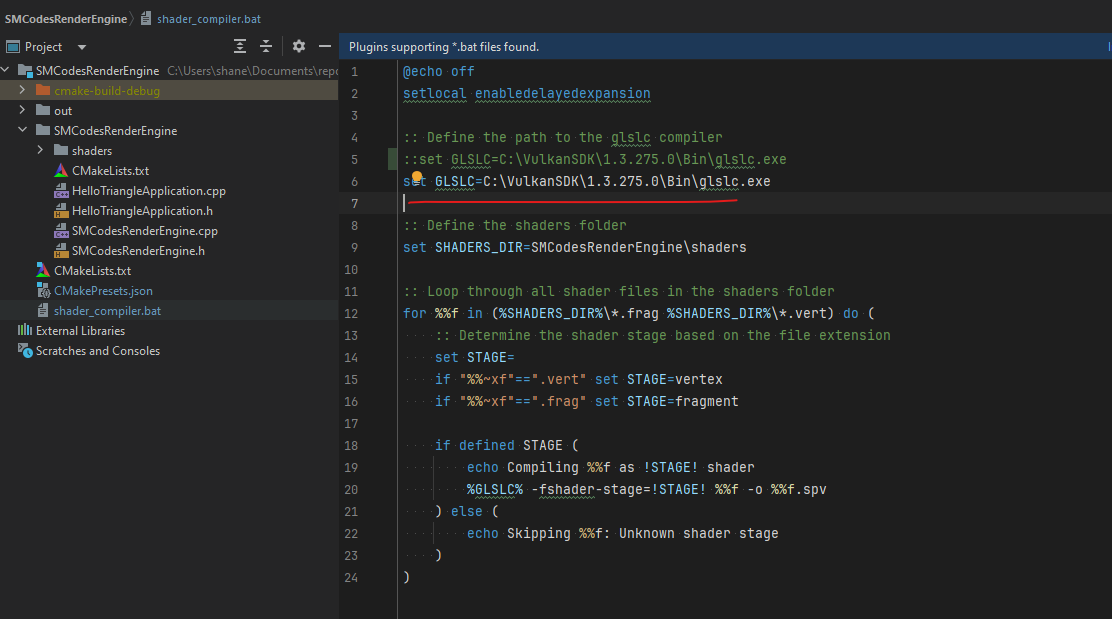 SMCodesRenderEngine shader_compiler.bat
Project
Plugins supporting *.bat files found.
SMCodesRenderEngine C:\Users\shane\Documents\repo
cmake-build-debug
out
SMCodesRenderEngine
shaders
CMakeLists.txt
HelloTriangleApplication.cpp
HelloTriangleApplication.h
SMCodesRenderEngine.cpp
SMCodesRenderEngine.h
CMakeLists.txt
CMakePresets.json
shader_compiler.bat
External Libraries
Scratches and Consoles
1 @echo off
2 setlocal enabledelayedexpansion
3
4 :: Define the path to the glslc compiler
5 ::set GLSLC=C:\VulkanSDK\1.3.275.0\Bin\glslc.exe
6 set GLSLC=C:\VulkanSDK\1.3.275.0\Bin\glslc.exe
7
8 :: Define the shaders folder
9 set SHADERS_DIR=SMCodesRenderEngine\shaders
10
11 :: Loop through all shader files in the shaders folder
12 for %%f in (%SHADERS_DIR%\*.frag %SHADERS_DIR%\*.vert) do (
13 :: Determine the shader stage based on the file extension
14 set STAGE=
15 if "%%~xf"==".vert" set STAGE=vertex
16 if "%%~xf"==".frag" set STAGE=fragment
17
18 if defined STAGE (
19 echo Compiling %%f as !STAGE! shader
20 %GLSLC% -fshader-stage=!STAGE! %%f -o %%f.spv
21 ) else (
22 echo Skipping %%f: Unknown shader stage
23 )
24 )